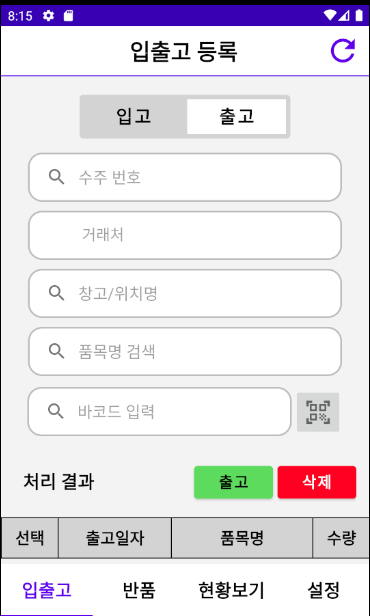 8:15
입출고 등록
입고 출고
수주 번호
거래처
창고/위치명
품목명 검색
바코드 입력
처리 결과 출고 삭제
선택 출고일자 품목명 수량
입출고 반품 현황보기 설정